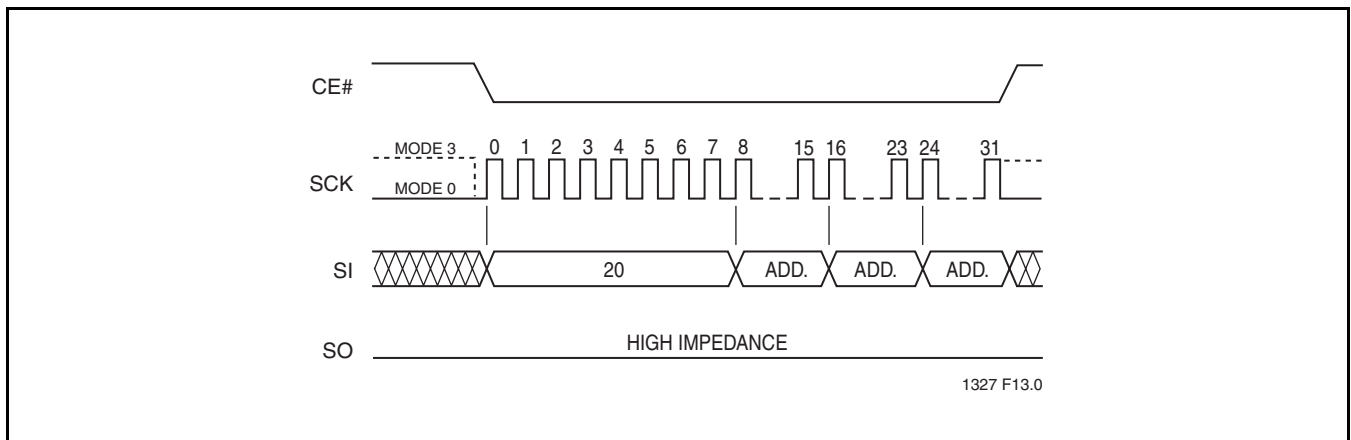 CE#
MODE 3 0 1 2 3 4 5 6 7 8 15 16 23 24 31
SCK
MODE 0
SI 20 ADD. ADD. ADD.
SO HIGH IMPEDANCE
1327 F13.0